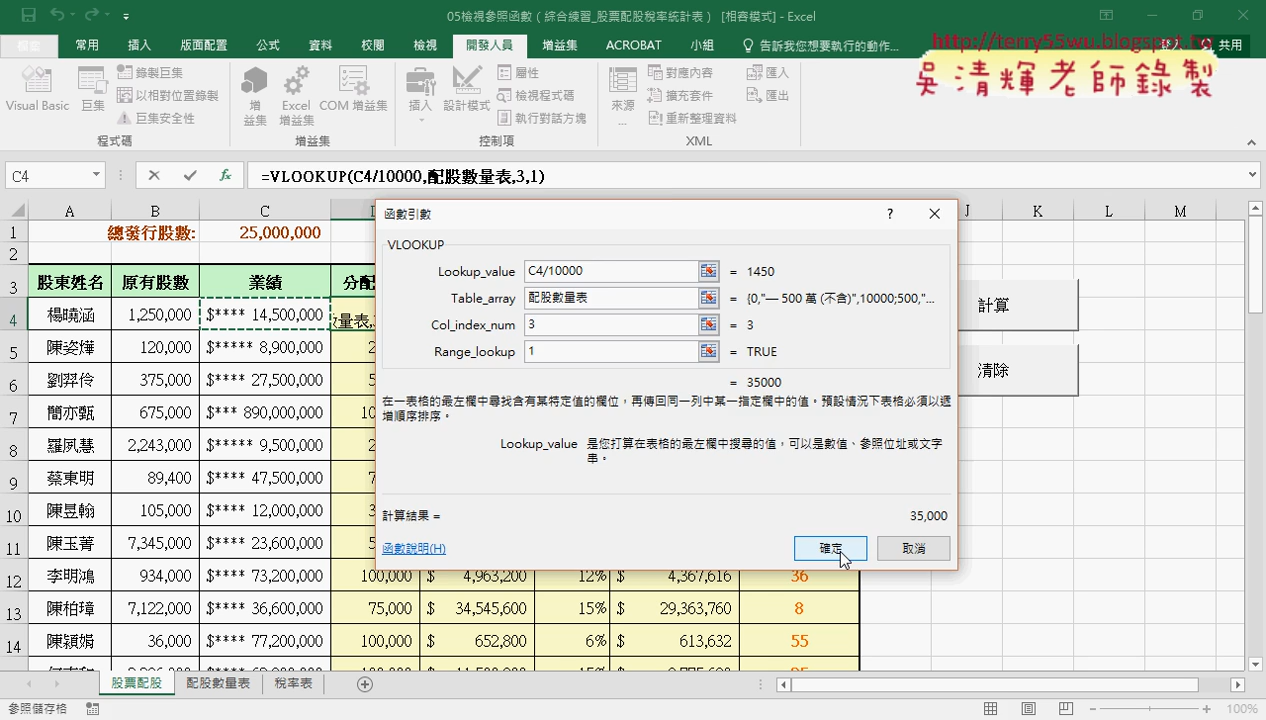 05檢視參照函數（綜合練習_股票配股稅率統計表） [相容模式] - Excel
常用 插入 版面配置 公式 資料 校閱 檢視 開發人員 增益集 ACROBAT 小組 告訴我您想要執行的動作... 共用
http://terry55wu.blogspot.tw
吳清輝老師錄製
Visual Basic 巨集 錄製巨集 以相對位置錄製 巨集安全性 程式碼
增益集 Excel 增益集 COM 增益集 增益集
插入 設計模式 屬性 檢視程式碼 執行對話方塊 控制項
來源... 對應內容 擴充套件 重新整理資料 匯入 匯出 XML
C4 =VLOOKUP(C4/10000,配股數量表,3,1)
A B C J K L M
1 總發行股數: 25,000,000
2
3 股東姓名 原有股數 業績 分配
4 楊曉涵 1,250,000 $**** 14,500,000
5 陳姿燁 120,000 $***** 8,900,000
6 劉羿伶 375,000 $**** 27,500,000
7 簡亦甄 675,000 $*** 890,000,000
8 羅夙慧 2,243,000 $***** 9,500,000
9 蔡東明 89,400 $**** 47,500,000
10 陳昱翰 105,000 $**** 12,000,000
11 陳玉菁 7,345,000 $**** 23,600,000
12 李明鴻 934,000 $**** 73,200,000 100,000 $ 4,963,200 12% $ 4,367,616 36
13 陳柏璋 7,122,000 $**** 36,600,000 75,000 $ 34,545,600 15% $ 29,363,760 8
14 陳穎娟 36,000 $**** 77,200,000 100,000 $ 652,800 6% $ 613,632 55
計算
清除
函數引數 ?
VLOOKUP
Lookup_value C4/10000 = 1450
Table_array 配股數量表 = {0,"— 500 萬 (不含)",10000;500,"...
Col_index_num 3 = 3
Range_lookup 1 = TRUE
= 35000
在一表格的最左欄中尋找含有某特定值的欄位，再傳回同一列中某一指定欄中的值。預設情況下表格必須以遞
增順序排序。
Lookup_value 是您打算在表格的最左欄中搜尋的值，可以是數值、參照位址或文字
串。
計算結果 = 35,000
函數說明(H) 確定 取消
股票配股 配股數量表 稅率表
參照儲存格 100%